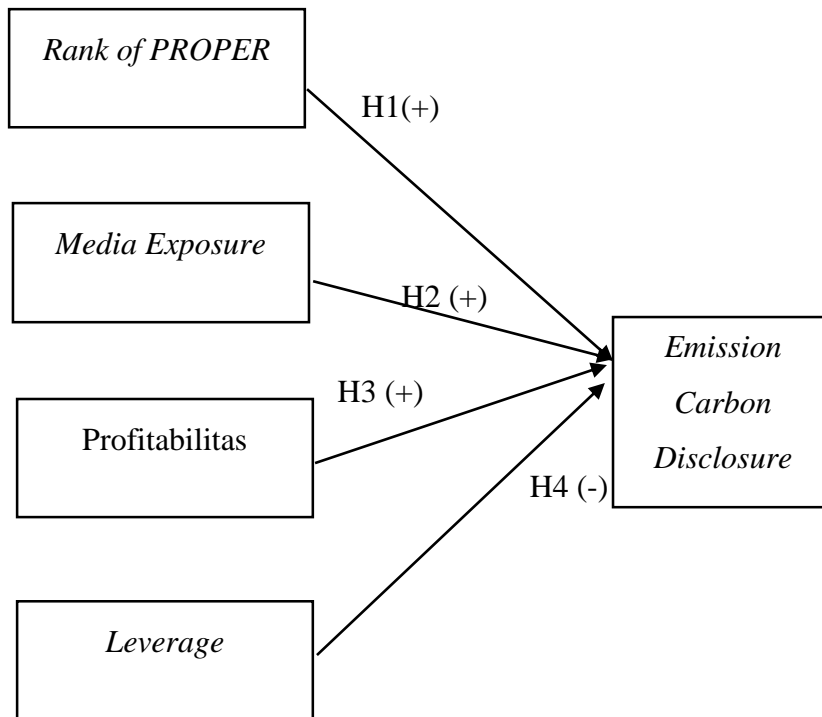 Rank of PROPER
H1(+)
Media Exposure
H2 (+)
Emission
Carbon
Disclosure
H3 (+)
Profitabilitas
H4 (-)
Leverage